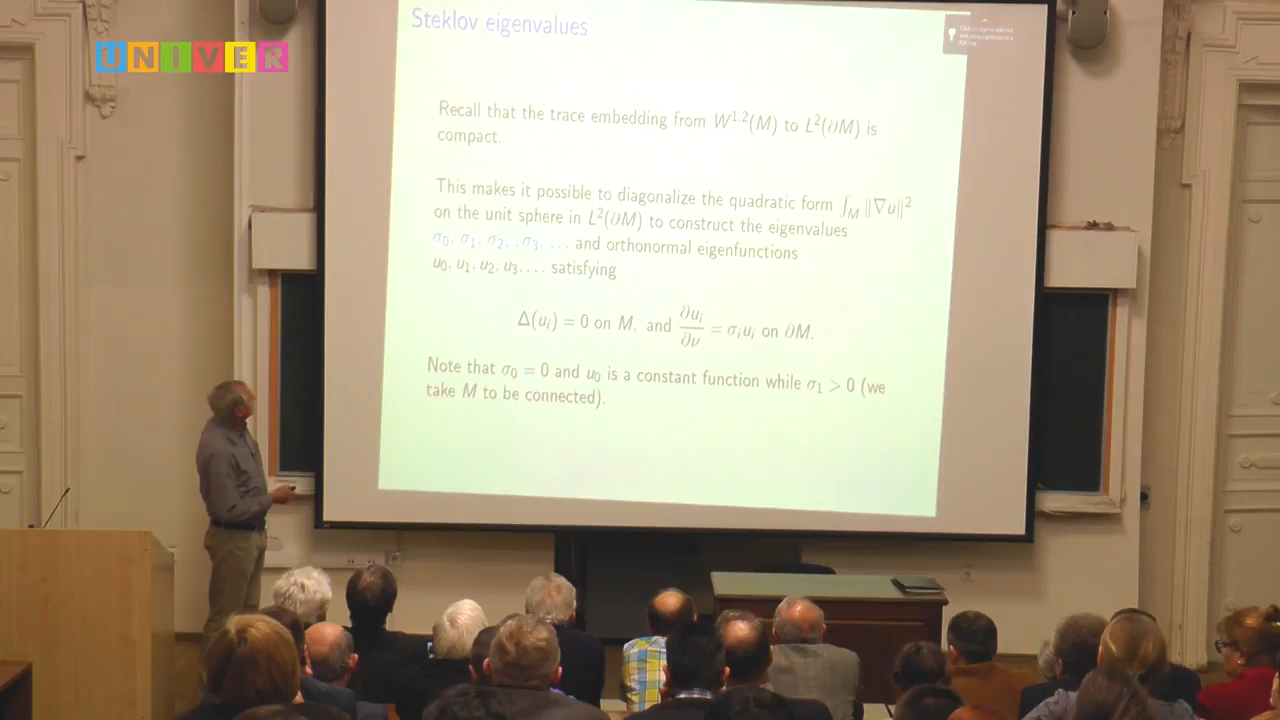 Steklov eigenvalues
UNIVER
Recall that the trace embedding from W^{1,2}(M) to L^2(∂M) is
compact.
This makes it possible to diagonalize the quadratic form ∫_M ‖∇u‖^2
on the unit sphere in L^2(∂M) to construct the eigenvalues
σ_0, σ_1, σ_2, σ_3, ... and orthonormal eigenfunctions
u_0, u_1, u_2, u_3, ... satisfying
Δ(u_i) = 0 on M, and ∂u_i/∂ν = σ_i u_i on ∂M.
Note that σ_0 = 0 and u_0 is a constant function while σ_1 > 0 (we
take M to be connected).